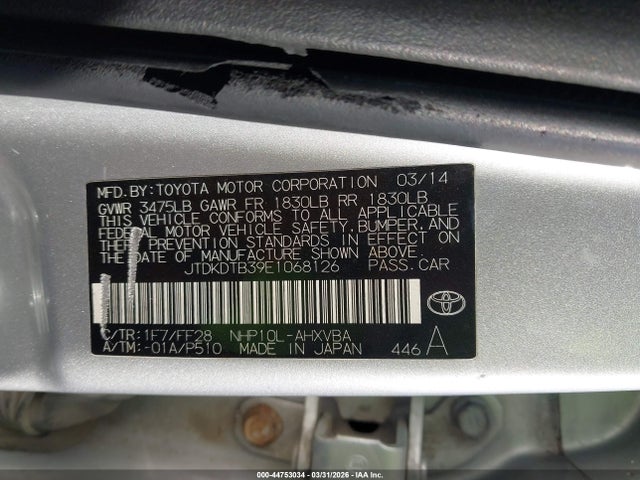 MFD. BY: TOYOTA MOTOR CORPORATION 03/14
GVWR 3475LB GAWR FR 1830LB RR 1830LB
THIS VEHICLE CONFORMS TO ALL APPLICABLE
FEDERAL MOTOR VEHICLE SAFETY, BUMPER, AND
THEFT PREVENTION STANDARDS IN EFFECT ON
THE DATE OF MANUFACTURE SHOWN ABOVE.
JTDKDTB39E1068126 PASS. CAR
C/TR: 1F7/FF28 NHP10L-AHXVBA
A/TM: -01A/P510 MADE IN JAPAN 446 A
000-44753034 - 03/31/2026 - IAA Inc.